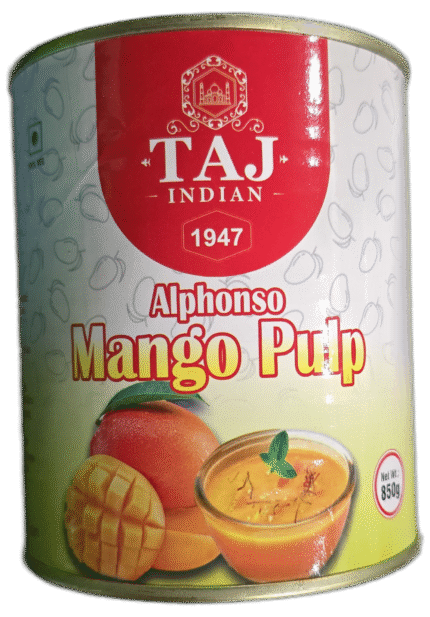 TAJ
INDIAN
1947
Alphonso
Mango Pulp
Net Wt.:
850g